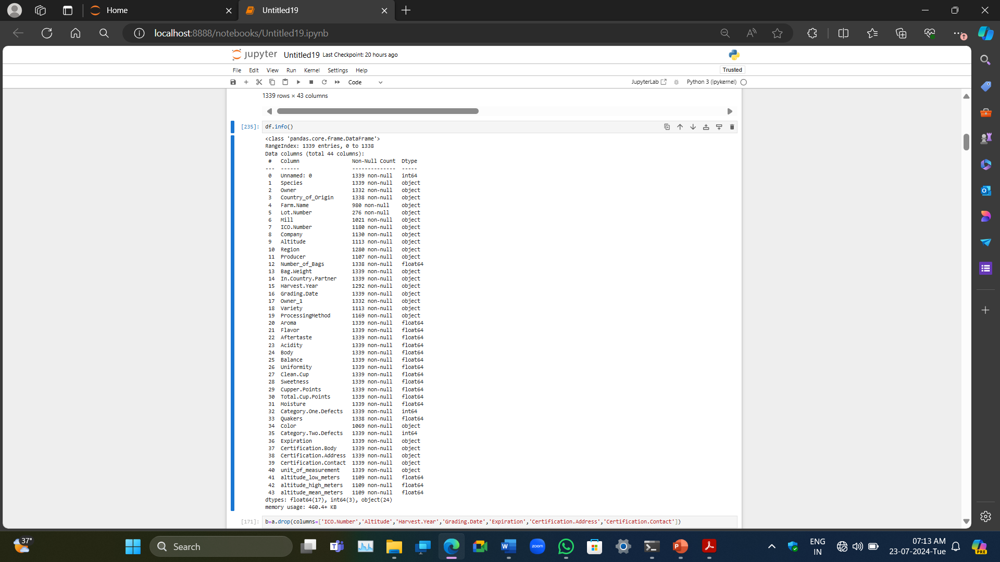 Home
Untitled19
localhost:8888/notebooks/Untitled19.ipynb
jupyter Untitled19 Last Checkpoint: 20 hours ago
File Edit View Run Kernel Settings Help
Trusted
Code
JupyterLab
Python 3 (ipykernel)
1339 rows × 43 columns
[235]: df.info()
<class 'pandas.core.frame.DataFrame'>
RangeIndex: 1339 entries, 0 to 1338
Data columns (total 44 columns):
 #   Column                 Non-Null Count  Dtype
---  ------                 --------------  -----
 0   Unnamed: 0             1339 non-null   int64
 1   Species                1339 non-null   object
 2   Owner                  1332 non-null   object
 3   Country_of_Origin      1338 non-null   object
 4   Farm.Name              980 non-null    object
 5   Lot.Number             276 non-null    object
 6   Mill                   1021 non-null   object
 7   ICO.Number             1180 non-null   object
 8   Company                1130 non-null   object
 9   Altitude               1113 non-null   object
 10  Region                 1280 non-null   object
 11  Producer               1107 non-null   object
 12  Number_of_Bags         1338 non-null   float64
 13  Bag.Weight             1339 non-null   object
 14  In.Country.Partner     1339 non-null   object
 15  Harvest.Year           1292 non-null   object
 16  Grading.Date           1339 non-null   object
 17  Owner_1                1332 non-null   object
 18  Variety                1113 non-null   object
 19  ProcessingMethod       1169 non-null   object
 20  Aroma                  1339 non-null   float64
 21  Flavor                 1339 non-null   float64
 22  Aftertaste             1339 non-null   float64
 23  Acidity                1339 non-null   float64
 24  Body                   1339 non-null   float64
 25  Balance                1339 non-null   float64
 26  Uniformity             1339 non-null   float64
 27  Clean.Cup              1339 non-null   float64
 28  Sweetness              1339 non-null   float64
 29  Cupper.Points          1339 non-null   float64
 30  Total.Cup.Points       1339 non-null   float64
 31  Moisture               1339 non-null   float64
 32  Category.One.Defects   1339 non-null   int64
 33  Quakers                1338 non-null   float64
 34  Color                  1069 non-null   object
 35  Category.Two.Defects   1339 non-null   int64
 36  Expiration             1339 non-null   object
 37  Certification.Body     1339 non-null   object
 38  Certification.Address  1339 non-null   object
 39  Certification.Contact  1339 non-null   object
 40  unit_of_measurement    1339 non-null   object
 41  altitude_low_meters    1109 non-null   float64
 42  altitude_high_meters   1109 non-null   float64
 43  altitude_mean_meters   1109 non-null   float64
dtypes: float64(17), int64(3), object(24)
memory usage: 460.4+ KB
[171]: b=a.drop(columns=['ICO.Number','Altitude','Harvest.Year','Grading.Date','Expiration','Certification.Address','Certification.Contact'])
37°
Search
zoom
ENG
IN
07:13 AM
23-07-2024-Tue
PRE